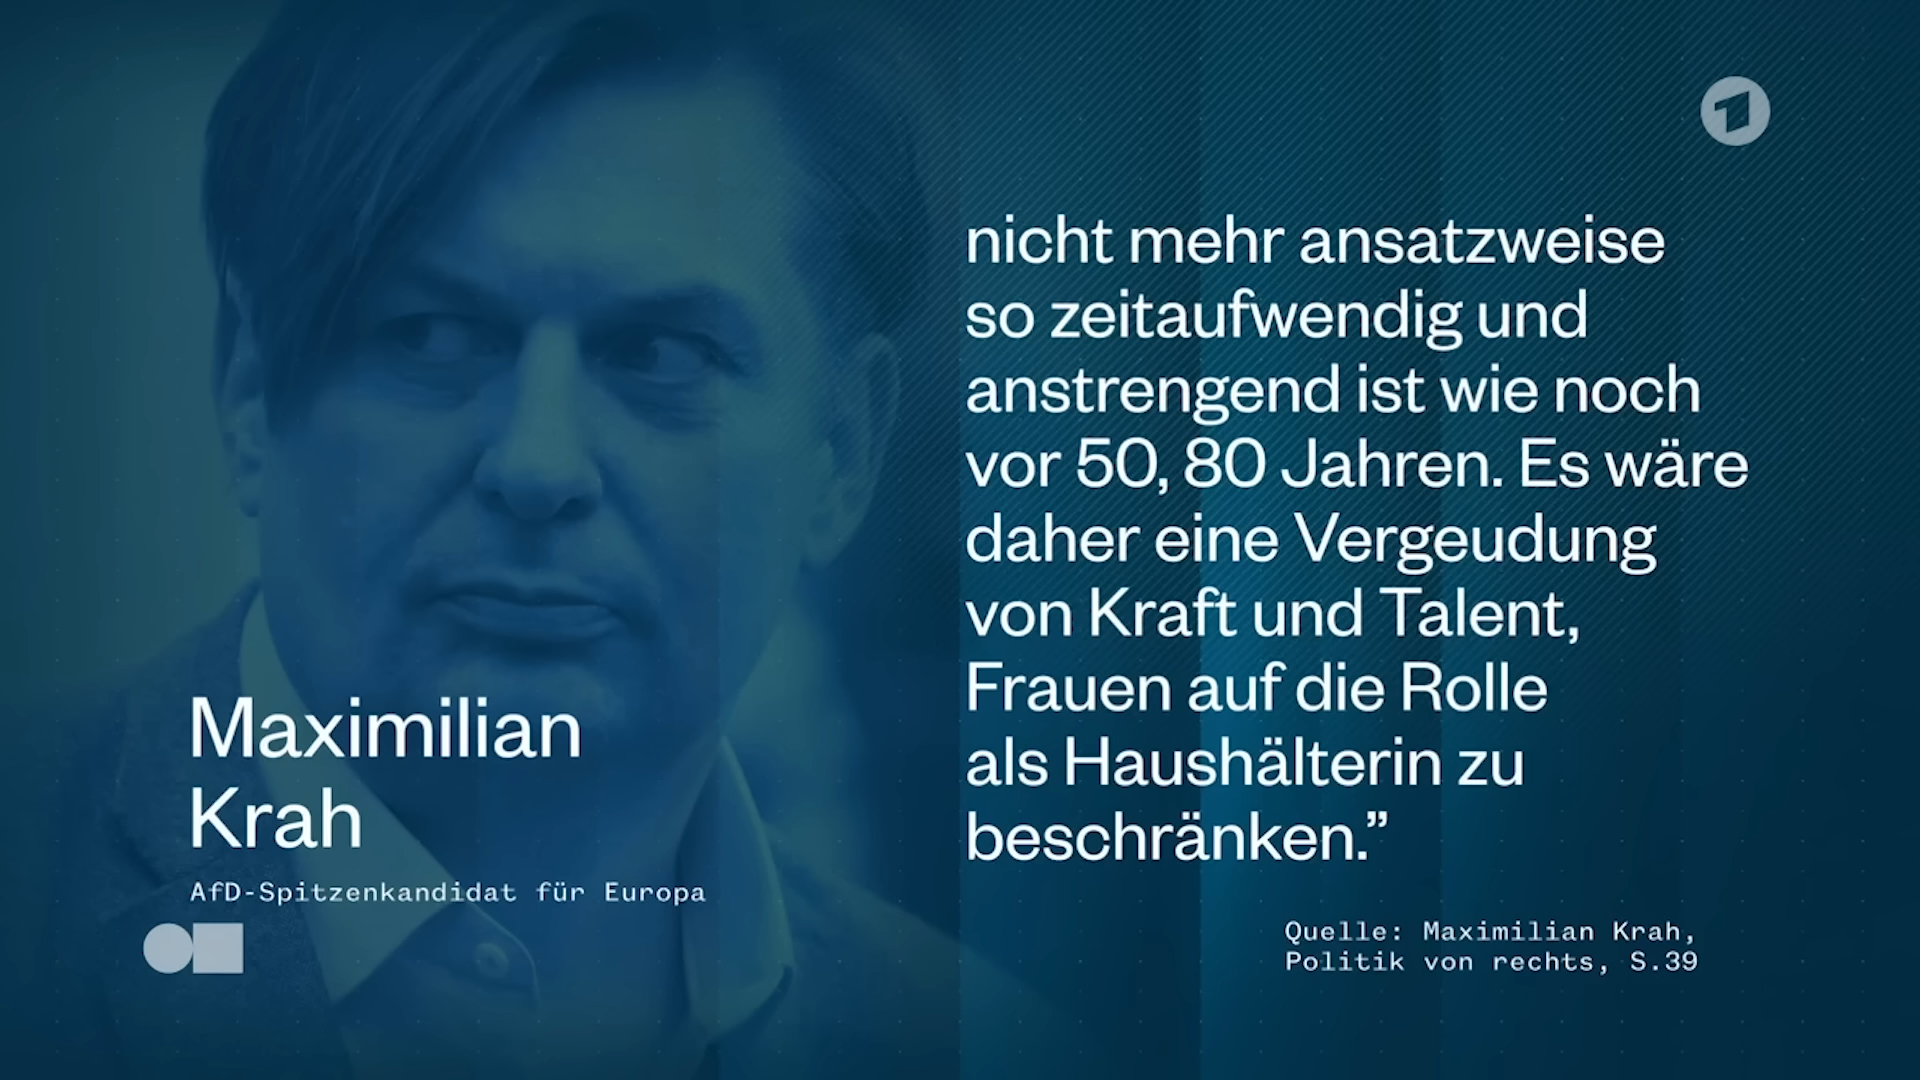 nicht mehr ansatzweise
so zeitaufwendig und
anstrengend ist wie noch
vor 50, 80 Jahren. Es wäre
daher eine Vergeudung
von Kraft und Talent,
Frauen auf die Rolle
als Haushälterin zu
beschränken.”
Maximilian
Krah
AfD-Spitzenkandidat für Europa
Quelle: Maximilian Krah,
Politik von rechts, S.39